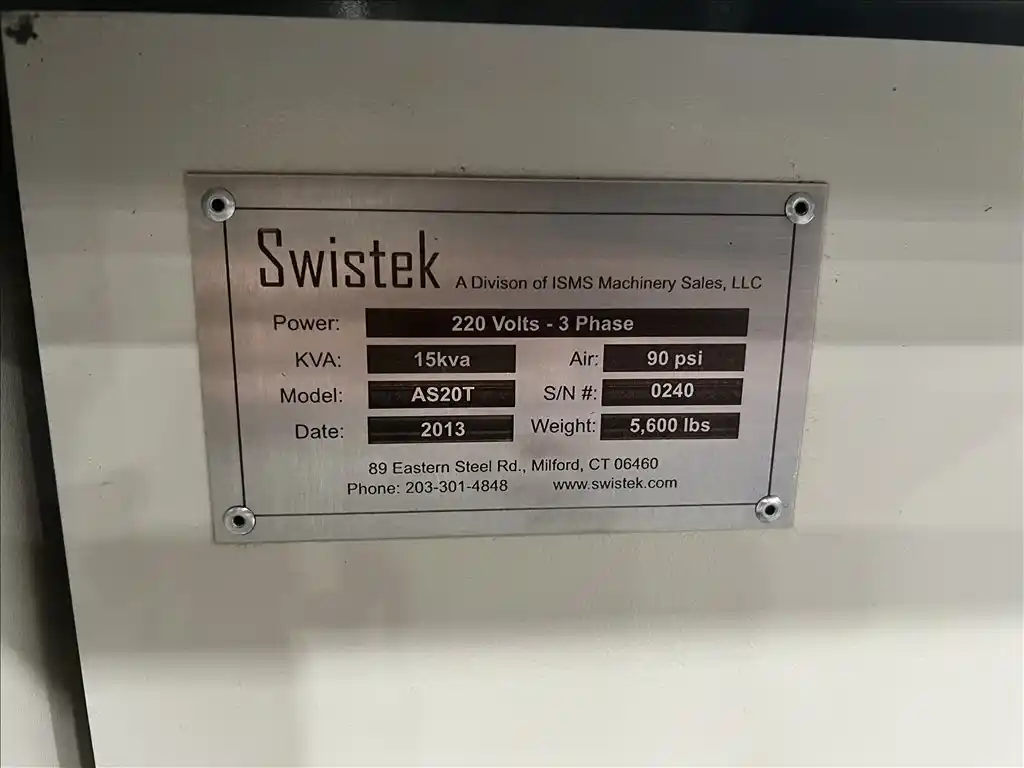 Swistek A Divison of ISMS Machinery Sales, LLC
Power: 220 Volts - 3 Phase
KVA: 15kva Air: 90 psi
Model: AS20T S/N #: 0240
Date: 2013 Weight: 5,600 lbs
89 Eastern Steel Rd., Milford, CT 06460
Phone: 203-301-4848 www.swistek.com